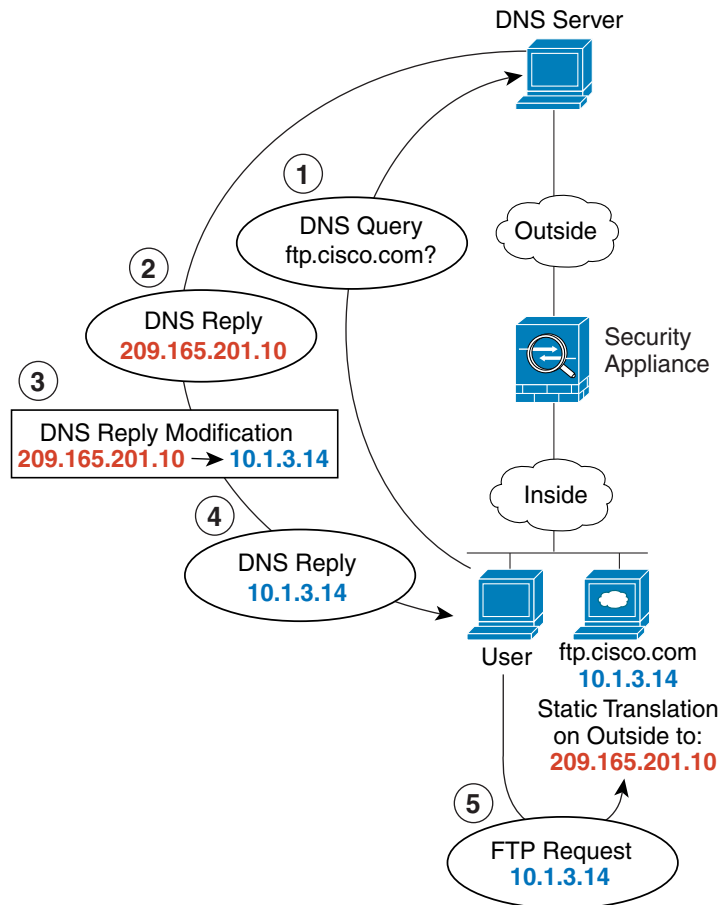 DNS Server
1
DNS Query
ftp.cisco.com?
Outside
2
DNS Reply
209.165.201.10
Security
Appliance
3
DNS Reply Modification
209.165.201.10 → 10.1.3.14
Inside
4
DNS Reply
10.1.3.14
User
ftp.cisco.com
10.1.3.14
Static Translation
on Outside to:
209.165.201.10
5
FTP Request
10.1.3.14